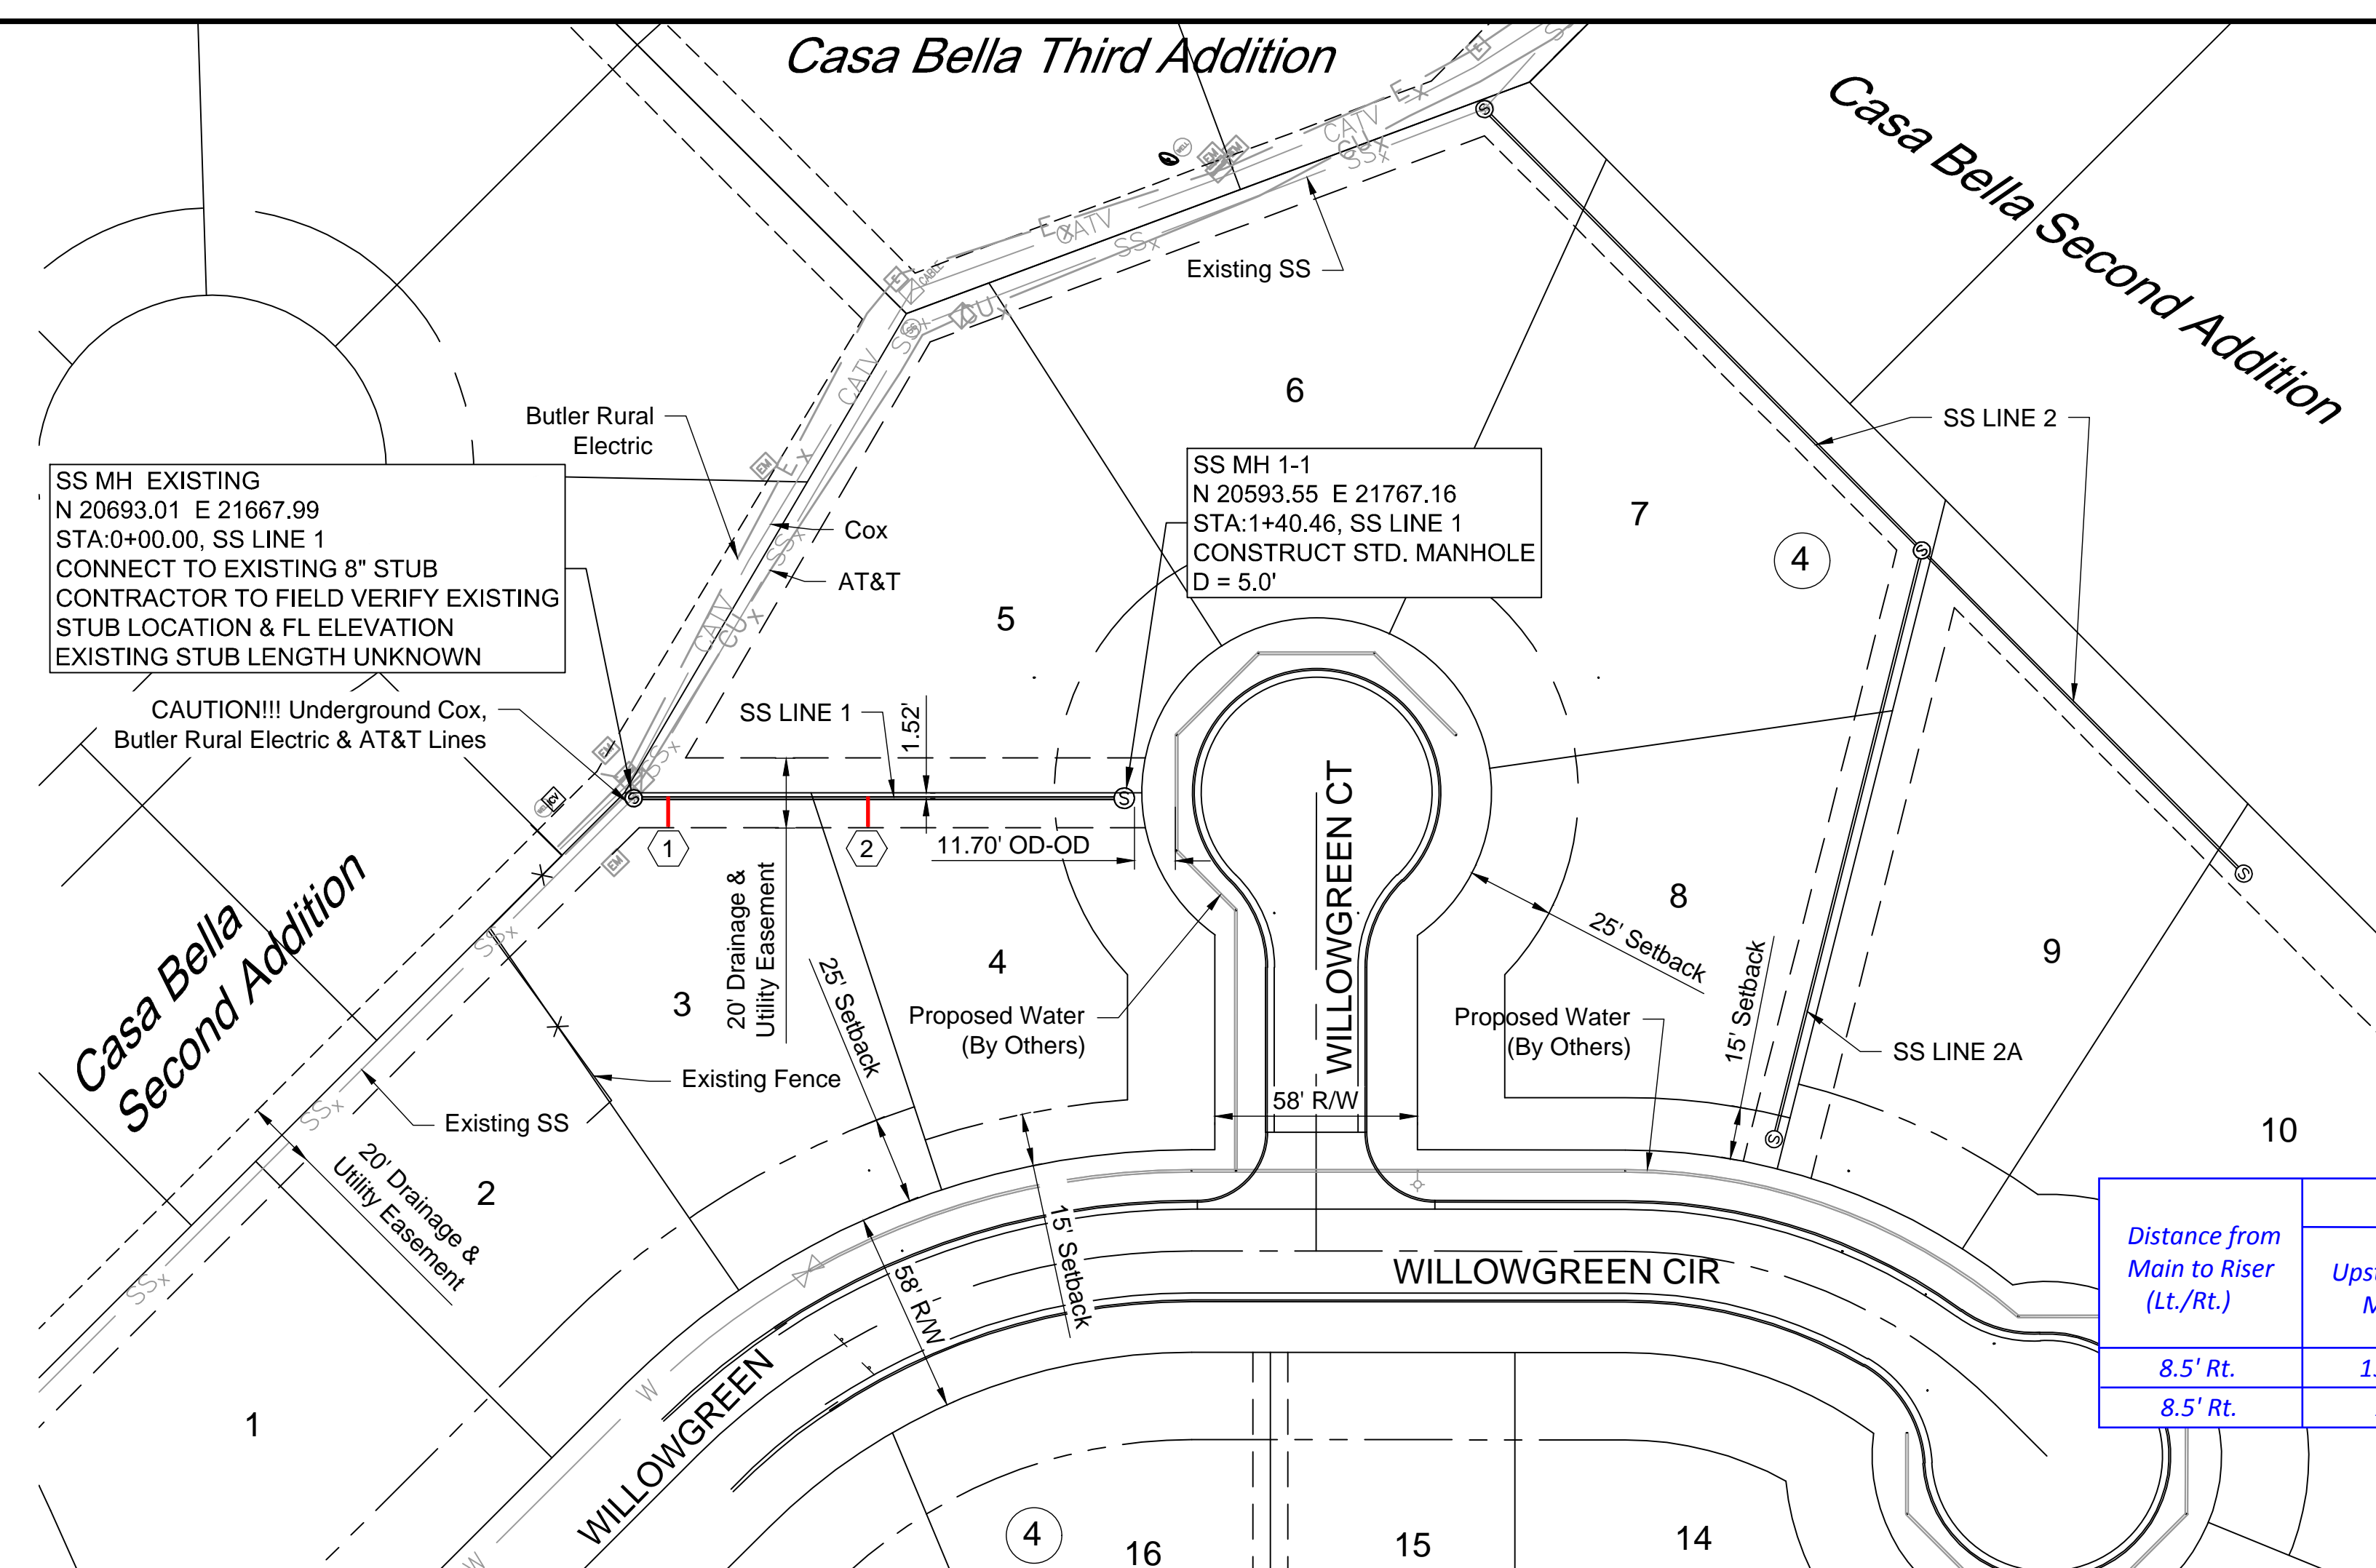 Casa Bella Third Addition
Casa Bella Second Addition
Existing SS
6
SS LINE 2
Butler Rural
Electric
SS MH EXISTING
N 20693.01 E 21667.99
STA:0+00.00, SS LINE 1
CONNECT TO EXISTING 8" STUB
CONTRACTOR TO FIELD VERIFY EXISTING
STUB LOCATION & FL ELEVATION
EXISTING STUB LENGTH UNKNOWN
SS MH 1-1
N 20593.55 E 21767.16
STA:1+40.46, SS LINE 1
CONSTRUCT STD. MANHOLE
D = 5.0'
7
4
Cox
AT&T
5
CAUTION!!! Underground Cox,
Butler Rural Electric & AT&T Lines
SS LINE 1
1.52'
1
2
11.70' OD-OD
WILLOWGREEN CT
20' Drainage &
Utility Easement
25' Setback
8
25' Setback
9
Casa Bella
Second Addition
3
4
Proposed Water
(By Others)
Proposed Water
(By Others)
15' Setback
SS LINE 2A
Existing Fence
58' R/W
Existing SS
10
20' Drainage &
Utility Easement
2
15' Setback
58' R/W
WILLOWGREEN CIR
Distance from
Main to Riser
(Lt./Rt.)
8.5' Rt.
8.5' Rt.
1
WILLOWGREEN
4
16
15
14
E
CATV
SSx
CUx
CABLE
EM
W